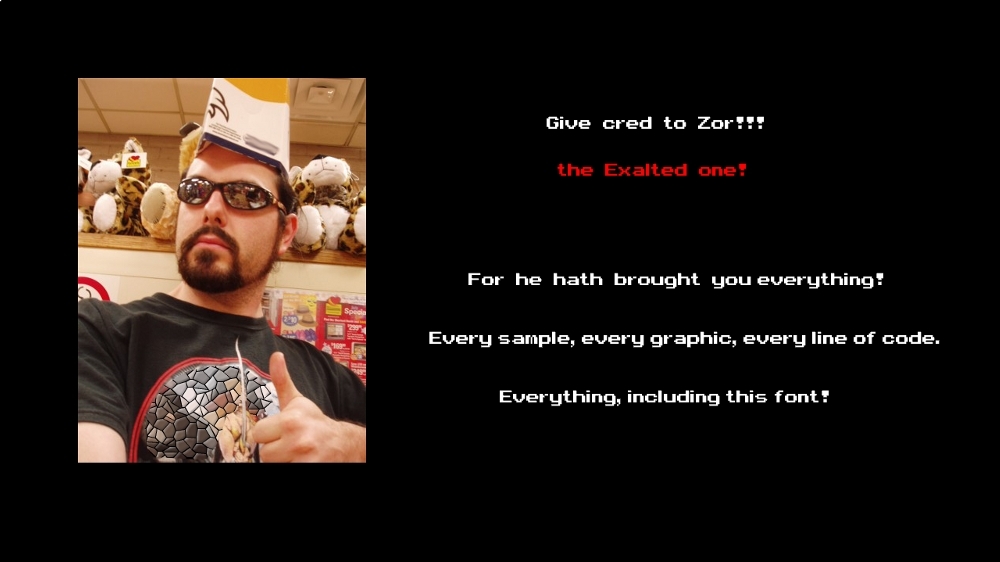 Give cred to Zor!!!
the Exalted one!
For he hath brought you everything!
Every sample, every graphic, every line of code.
Everything, including this font!